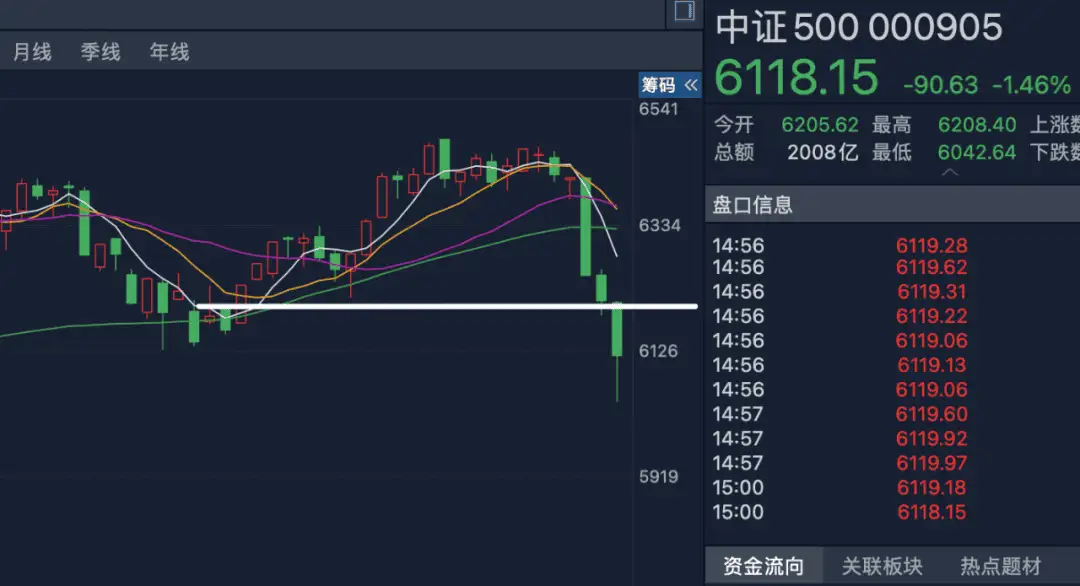 月线 季线 年线
筹码 «
6541
6334
6126
5919
中证500 000905
6118.15 -90.63 -1.46%
今开 6205.62 最高 6208.40 上涨数
总额 2008亿 最低 6042.64 下跌数
盘口信息
14:56 6119.28
14:56 6119.62
14:56 6119.31
14:56 6119.22
14:56 6119.06
14:56 6119.13
14:56 6119.06
14:57 6119.60
14:57 6119.92
14:57 6119.97
15:00 6119.18
15:00 6118.15
资金流向 关联板块 热点题材